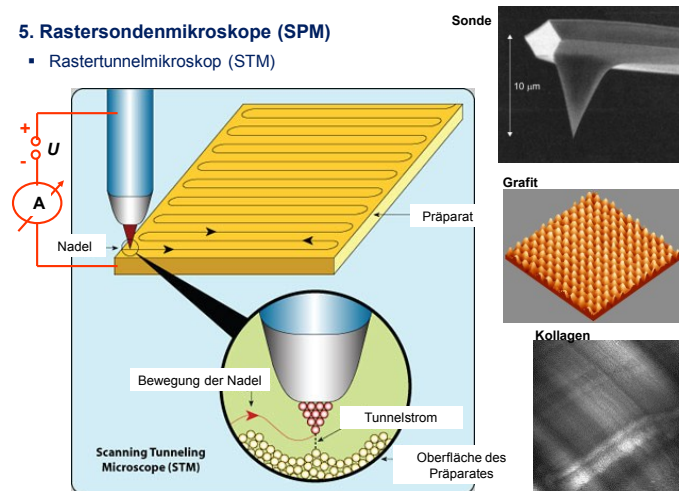 5. Rastersondenmikroskope (SPM)
▪ Rastertunnelmikroskop (STM)
Sonde
10 µm
+
U
-
A
Nadel
Präparat
Grafit
Kollagen
Bewegung der Nadel
Tunnelstrom
Scanning Tunneling
Microscope (STM)
Oberfläche des
Präparates